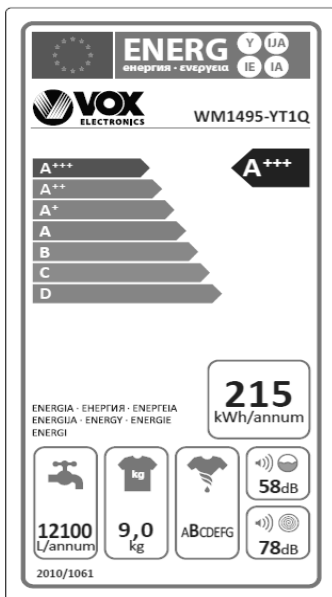 ENERG Y IJA
енергия · ενεργεια IE IA
VOX
ELECTRONICS
WM1495-YT1Q
A+++ A+++
A++
A+
A
B
C
D
215
kWh/annum
ENERGIA · ЕНЕРГИЯ · ΕΝΕΡΓΕΙΑ
ENERGIJA · ENERGY · ENERGIE
ENERGI
kg
58dB
12100
L/annum
9,0
kg
ABCDEFG
78dB
2010/1061